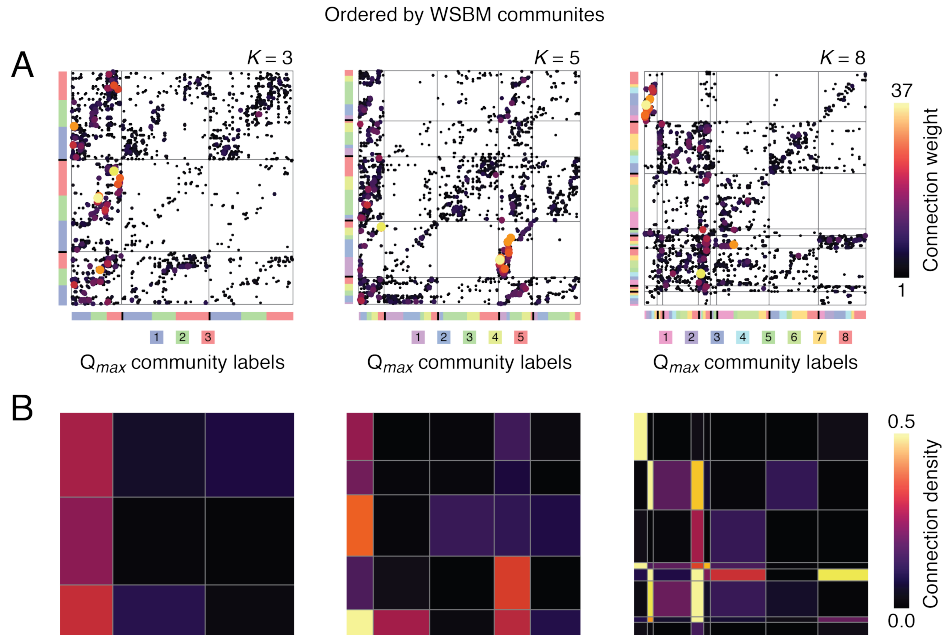 Ordered by WSBM communites
A
K = 3
K = 5
K = 8
37
Connection weight
1
1 2 3
1 2 3 4 5
1 2 3 4 5 6 7 8
Qmax community labels
Qmax community labels
Qmax community labels
B
0.5
Connection density
0.0